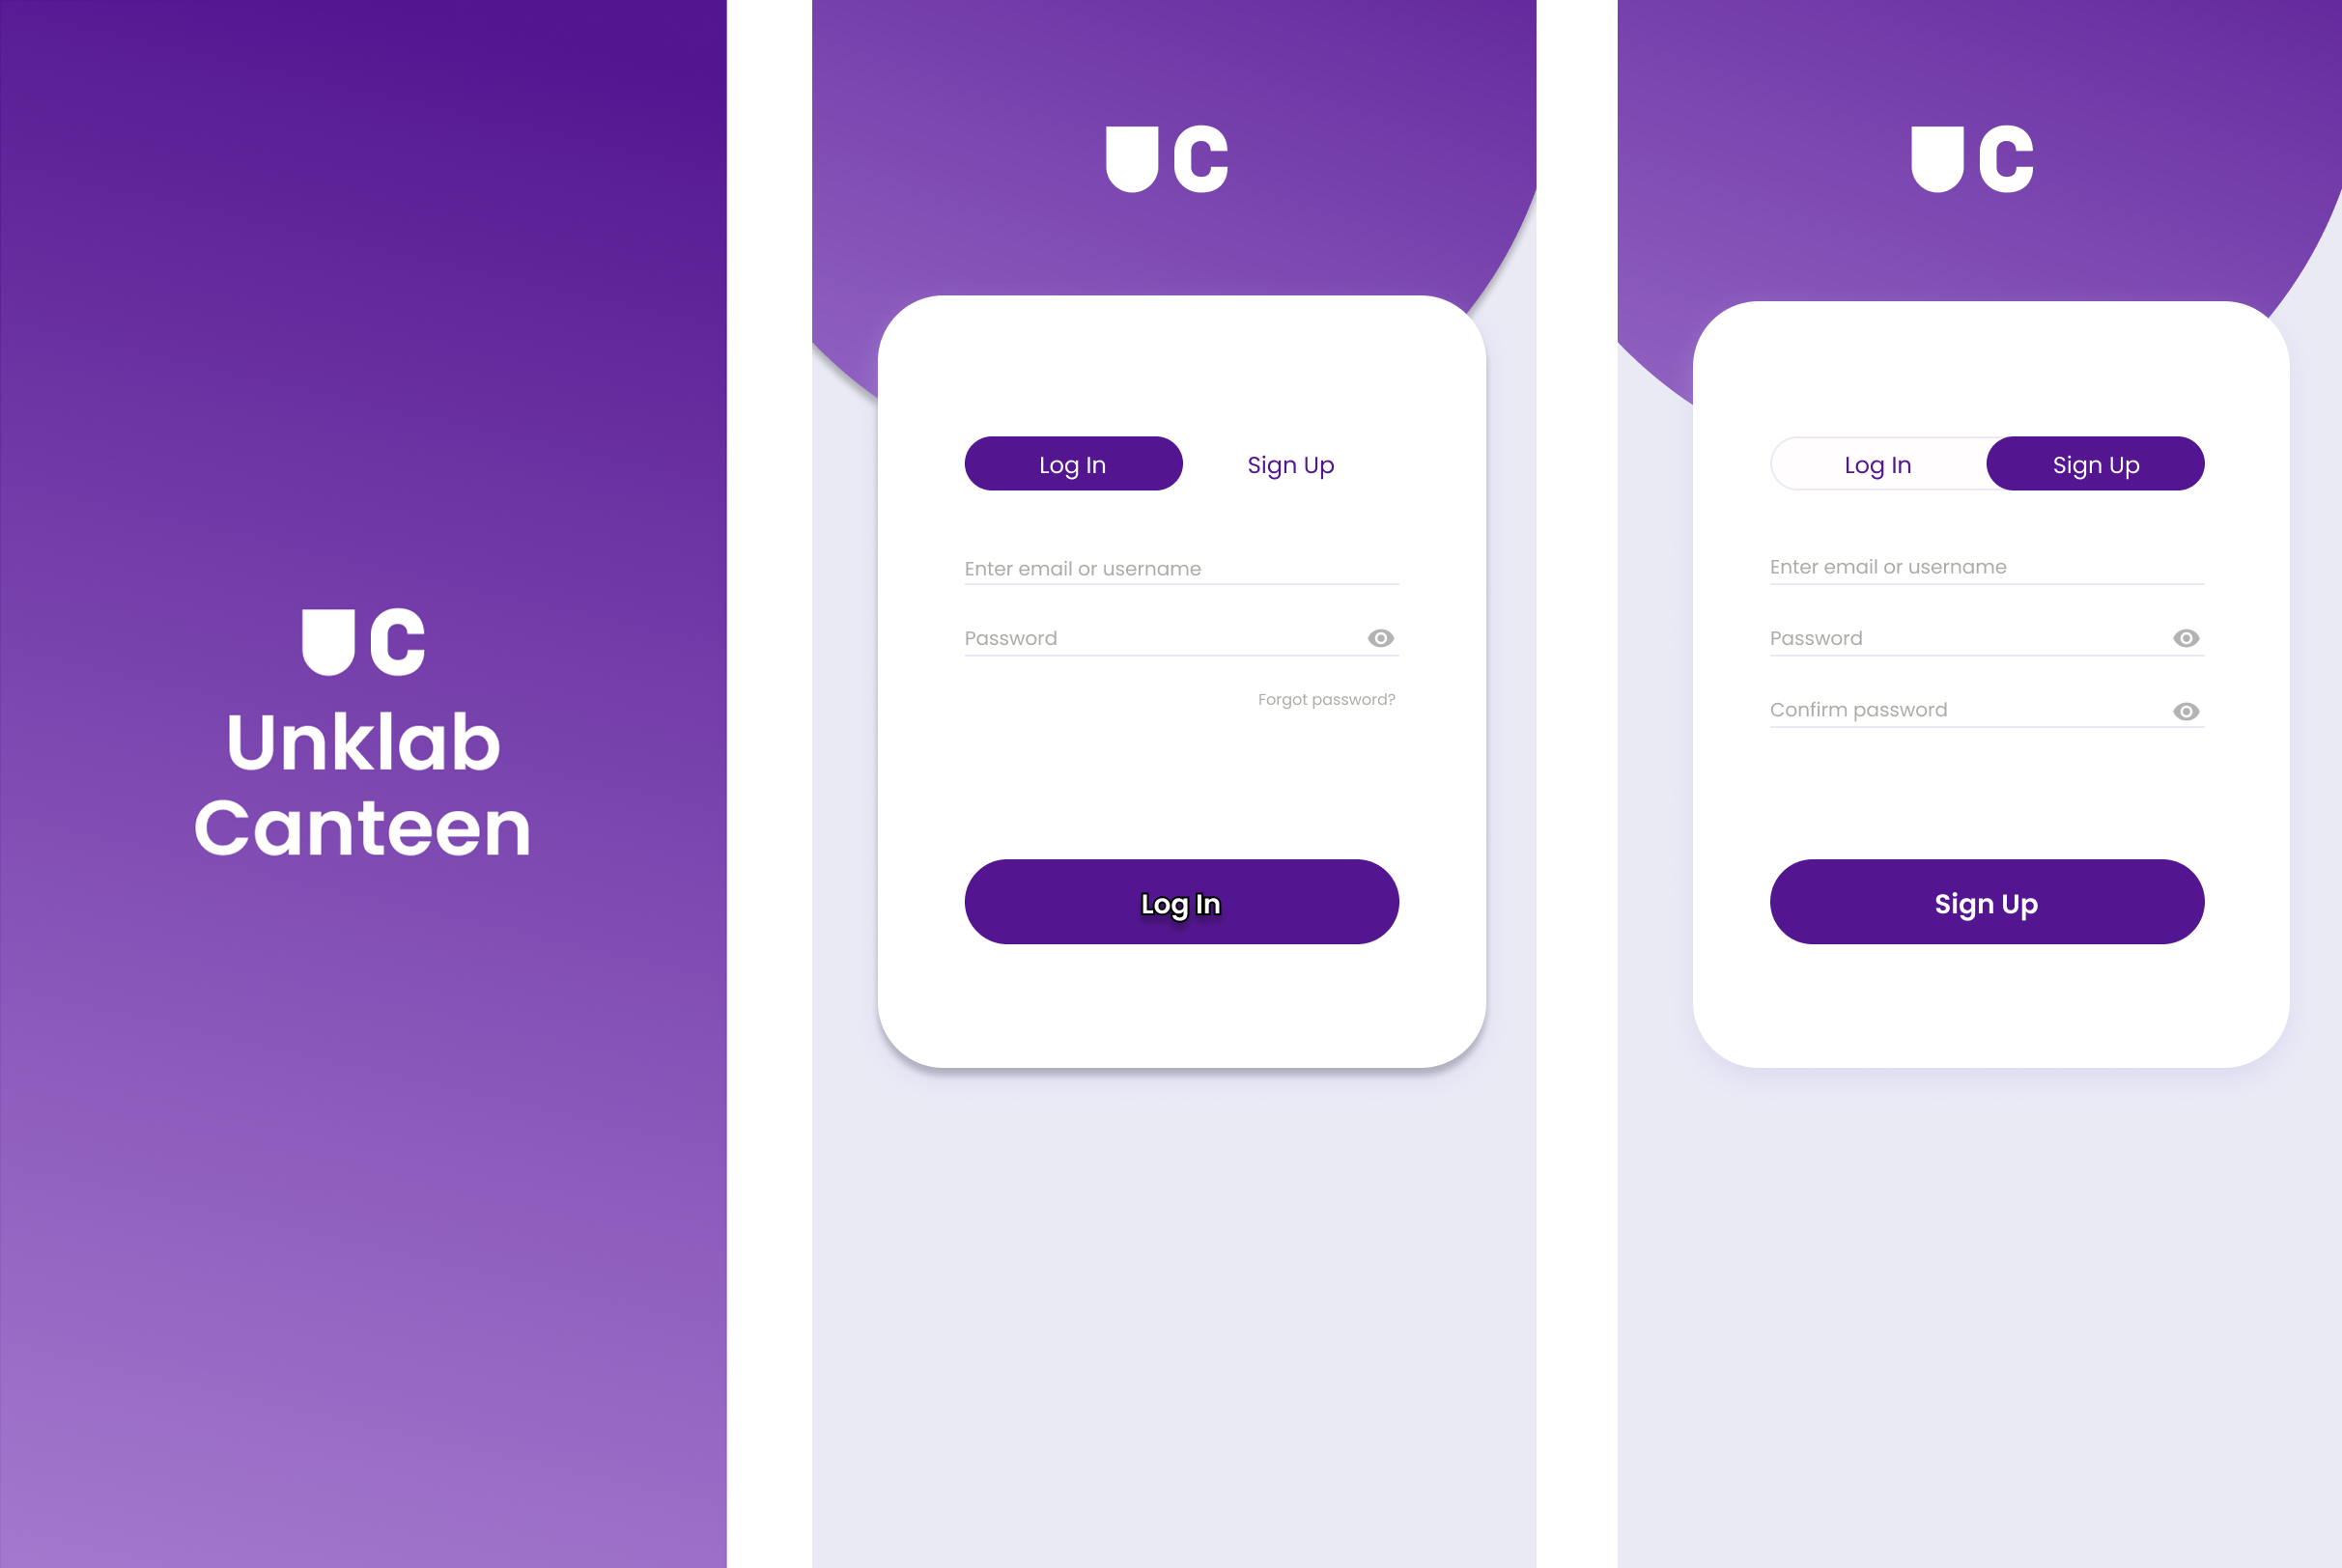 UC
Unklab
Canteen
UC
Log In
Sign Up
Enter email or username
Password
Forgot password?
Log In
UC
Log In
Sign Up
Enter email or username
Password
Confirm password
Sign Up